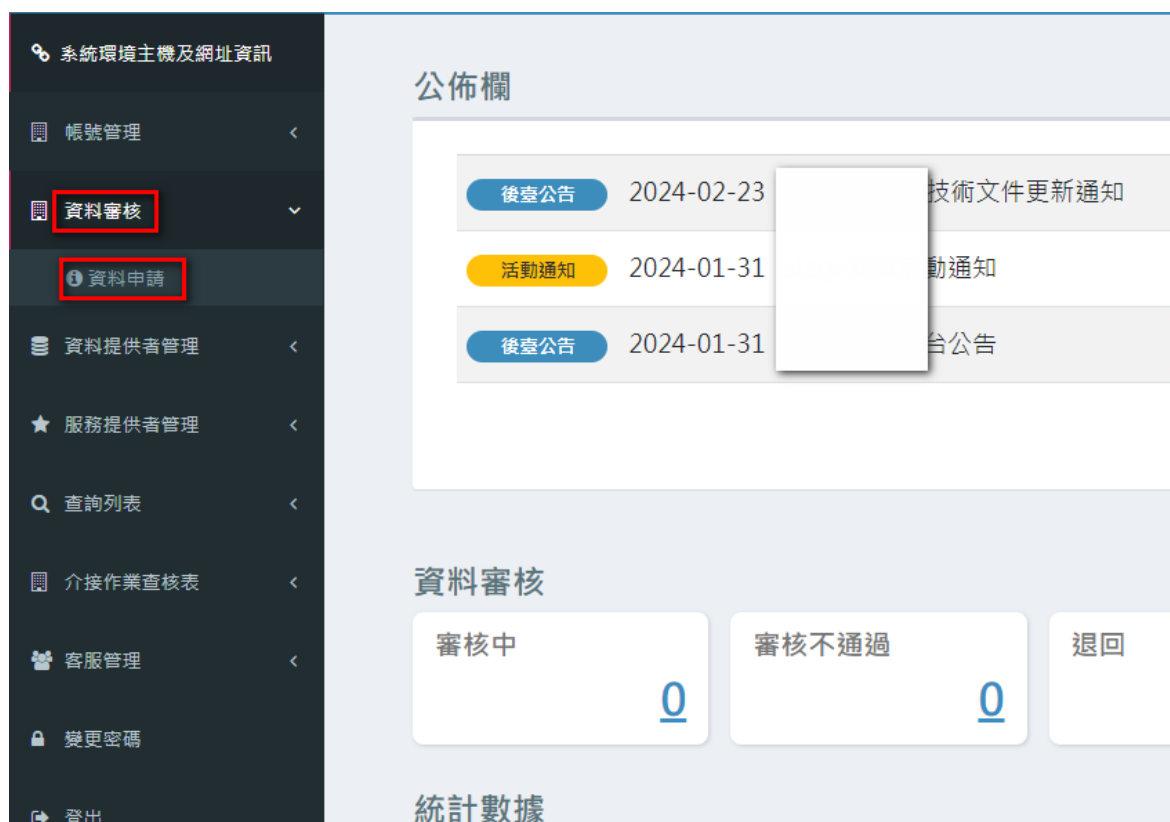 系統環境主機及網址資訊
帳號管理
資料審核
資料申請
資料提供者管理
服務提供者管理
查詢列表
介接作業查核表
客服管理
變更密碼
登出
公佈欄
後臺公告 2024-02-23 技術文件更新通知
活動通知 2024-01-31 動通知
後臺公告 2024-01-31 台公告
資料審核
審核中 審核不通過 退回
0 0
統計數據